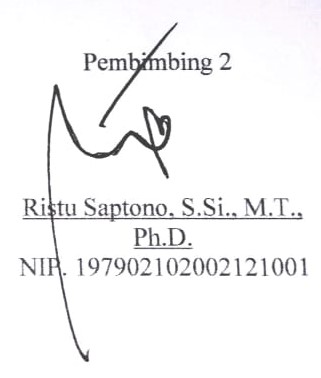 Pembimbing 2
Ristu Saptono, S.Si., M.T.,
Ph.D.
NIP. 197902102002121001